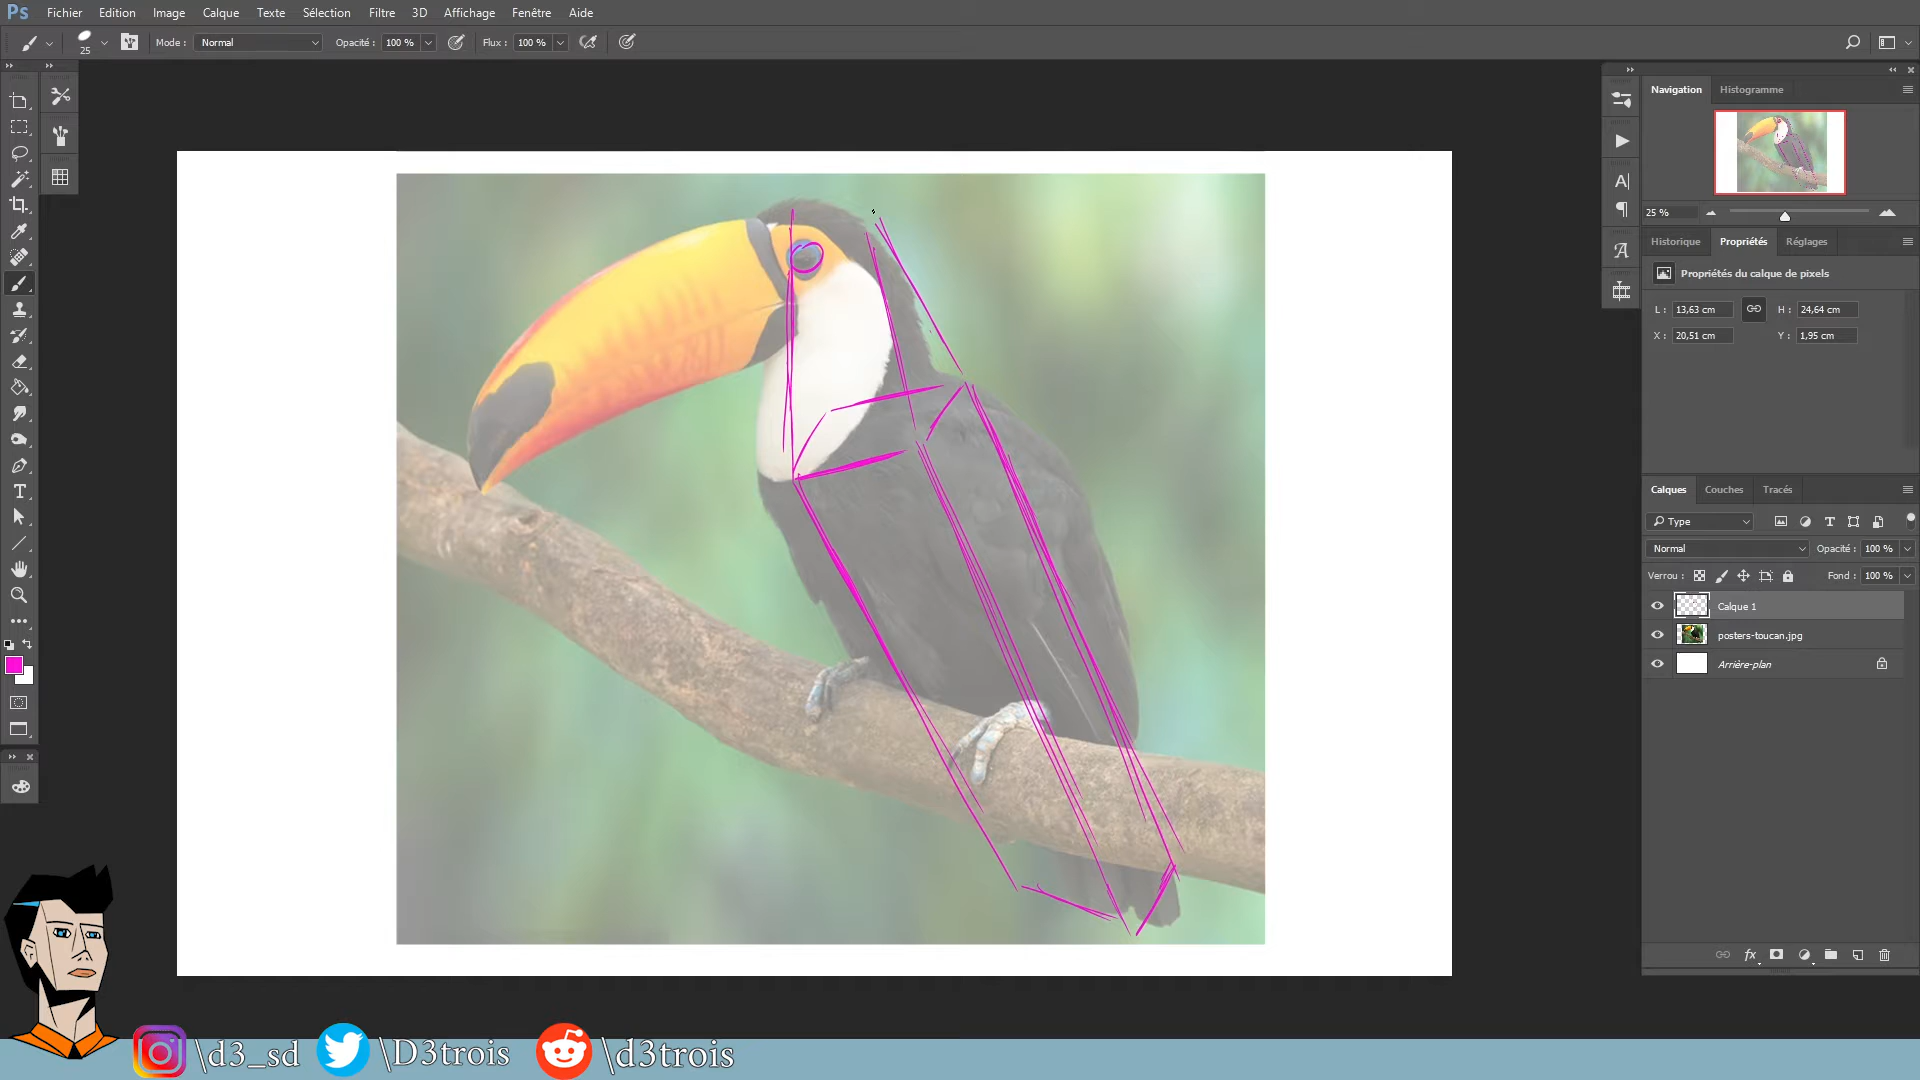 Ps Fichier Edition Image Calque Texte Sélection Filtre 3D Affichage Fenêtre Aide
25 Mode : Normal Opacité : 100 % Flux : 100 %
Navigation Histogramme
25 %
Historique Propriétés Réglages
Propriétés du calque de pixels
L : 13,63 cm H : 24,64 cm
X : 20,51 cm Y : 1,95 cm
Calques Couches Tracés
Type
Normal Opacité : 100 %
Verrou : Fond : 100 %
Calque 1
posters-toucan.jpg
Arrière-plan
fx
\d3_sd \D3trois \d3trois